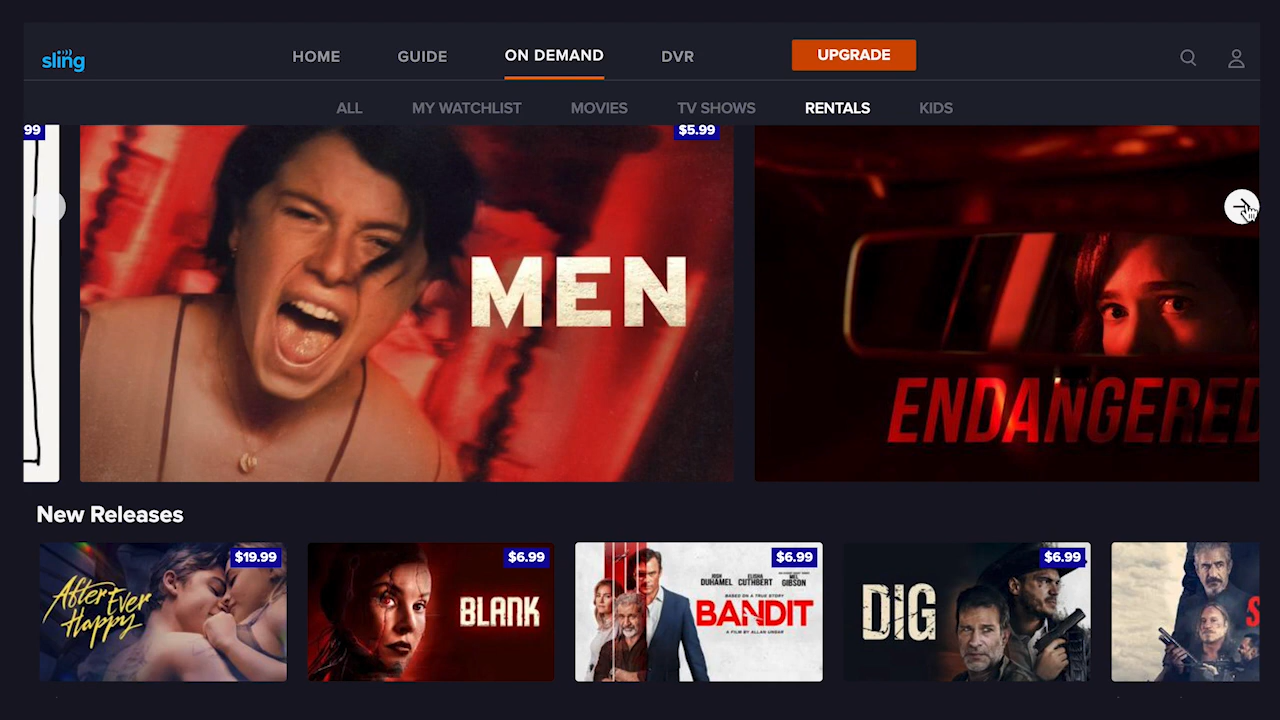 sling
HOME GUIDE ON DEMAND DVR UPGRADE
ALL MY WATCHLIST MOVIES TV SHOWS RENTALS KIDS
99
$5.99
MEN
ENDANGERED
New Releases
$19.99
After Ever
Happy
$6.99
BLANK
$6.99
JOSH DUHAMEL ELISHA CUTHBERT MEL GIBSON
BASED ON A TRUE STORY
BANDIT
A FILM BY ALLAN UNGAR
$6.99
DIG
S